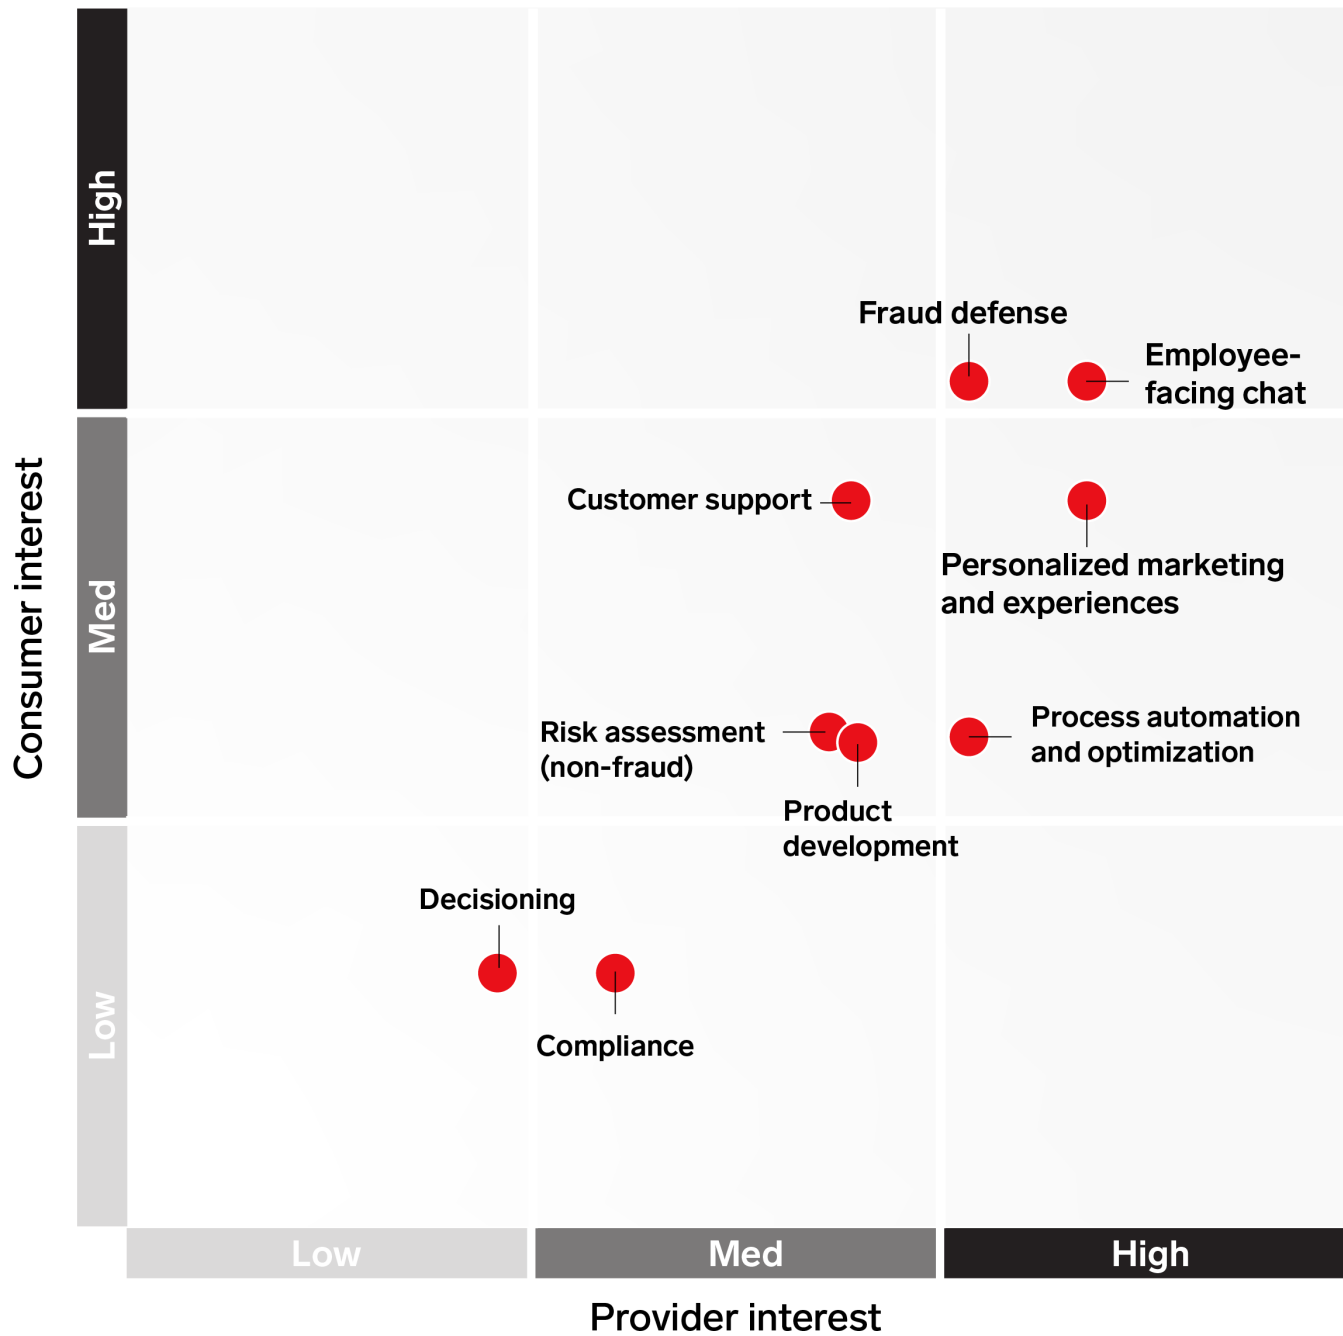 High
Fraud defense
Employee-
facing chat
Consumer interest
Med
Customer support
Personalized marketing
and experiences
Risk assessment
(non-fraud)
Process automation
and optimization
Product
development
Low
Decisioning
Compliance
Low
Med
High
Provider interest